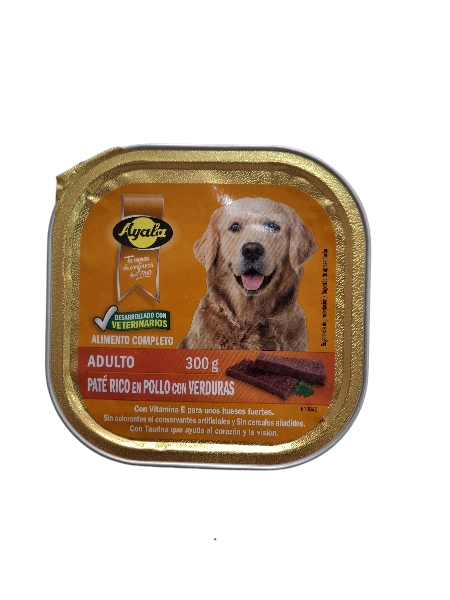 Ayala
DESARROLLADO CON
VETERINARIOS
ALIMENTO COMPLETO
ADULTO 300g
PATÉ RICO EN POLLO CON VERDURAS
Con Vitamina E para unos huesos fuertes.
Sin colorantes ni conservantes artificiales y Sin cereales añadidos.
Con Taurina que ayuda al corazón y la visión.